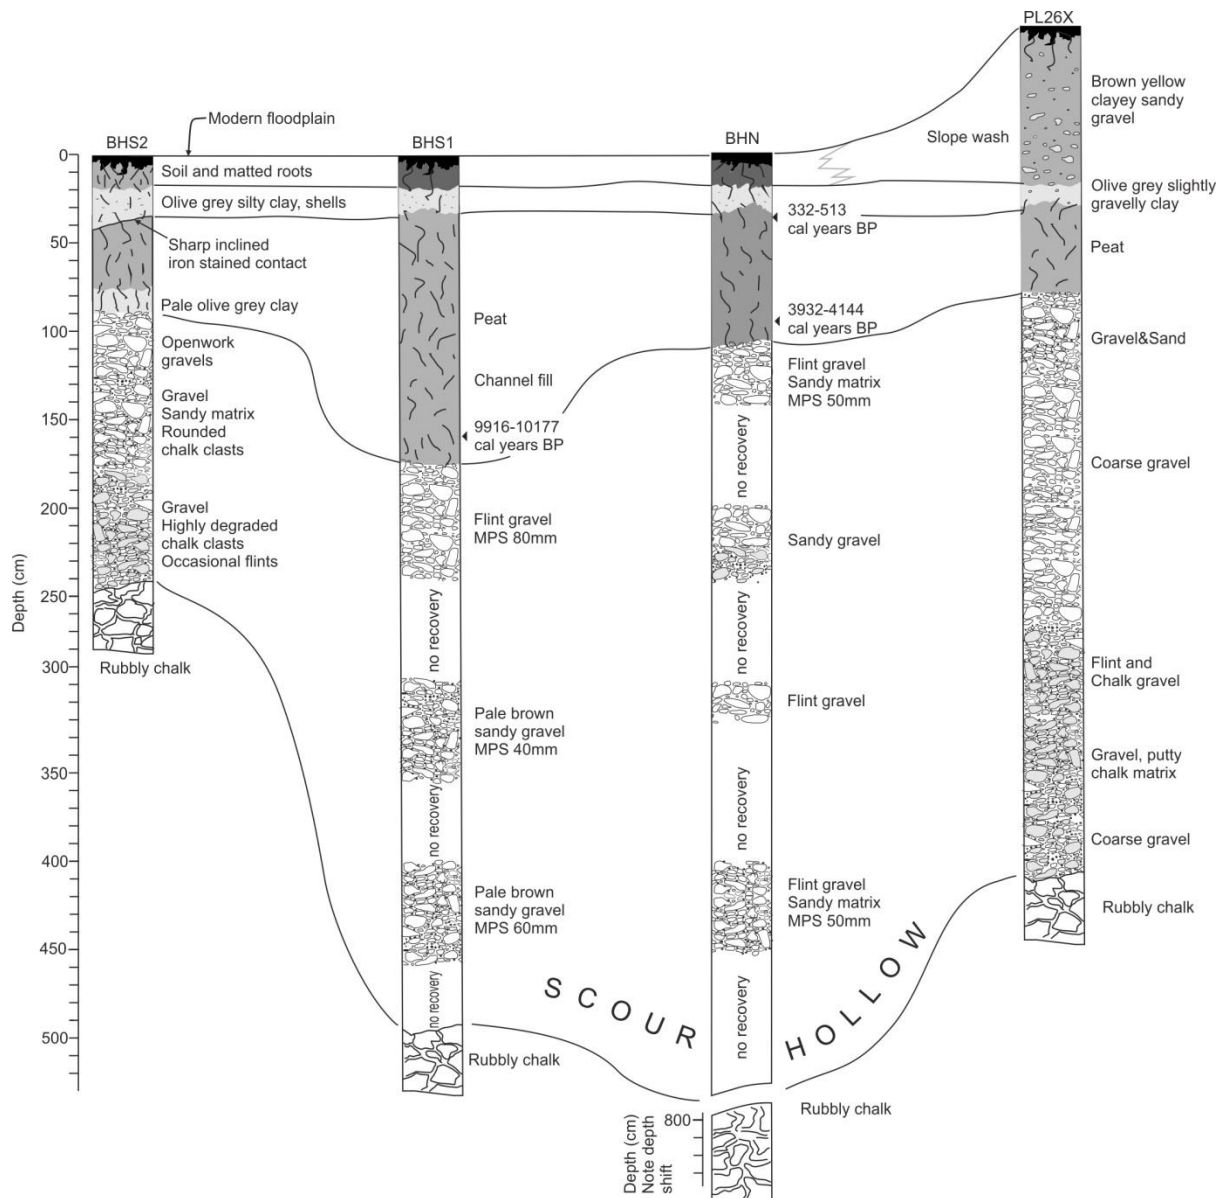 PL26X
Modern floodplain
BHS2
BHS1
BHN
Brown yellow
clayey sandy
gravel
Slope wash
0
Soil and matted roots
Olive grey silty clay, shells
Olive grey slightly
gravelly clay
332-513
cal years BP
50
Sharp inclined
iron stained contact
Peat
Pale olive grey clay
3932-4144
cal years BP
100
Openwork
gravels
Peat
Gravel&Sand
Flint gravel
Sandy matrix
MPS 50mm
Gravel
Sandy matrix
Rounded
chalk clasts
Channel fill
150
9916-10177
cal years BP
no recovery
Coarse gravel
200
Gravel
Highly degraded
chalk clasts
Occasional flints
Flint gravel
MPS 80mm
Sandy gravel
Depth (cm)
250
no recovery
no recovery
Rubbly chalk
300
Flint and
Chalk gravel
Flint gravel
Pale brown
sandy gravel
MPS 40mm
350
Gravel, putty
chalk matrix
no recovery
no recovery
Coarse gravel
400
Pale brown
sandy gravel
MPS 60mm
Flint gravel
Sandy matrix
MPS 50mm
Rubbly chalk
450
SCOUR HOLLOW
no recovery
no recovery
500
Rubbly chalk
Rubbly chalk
800
Depth (cm)
Note depth
shift